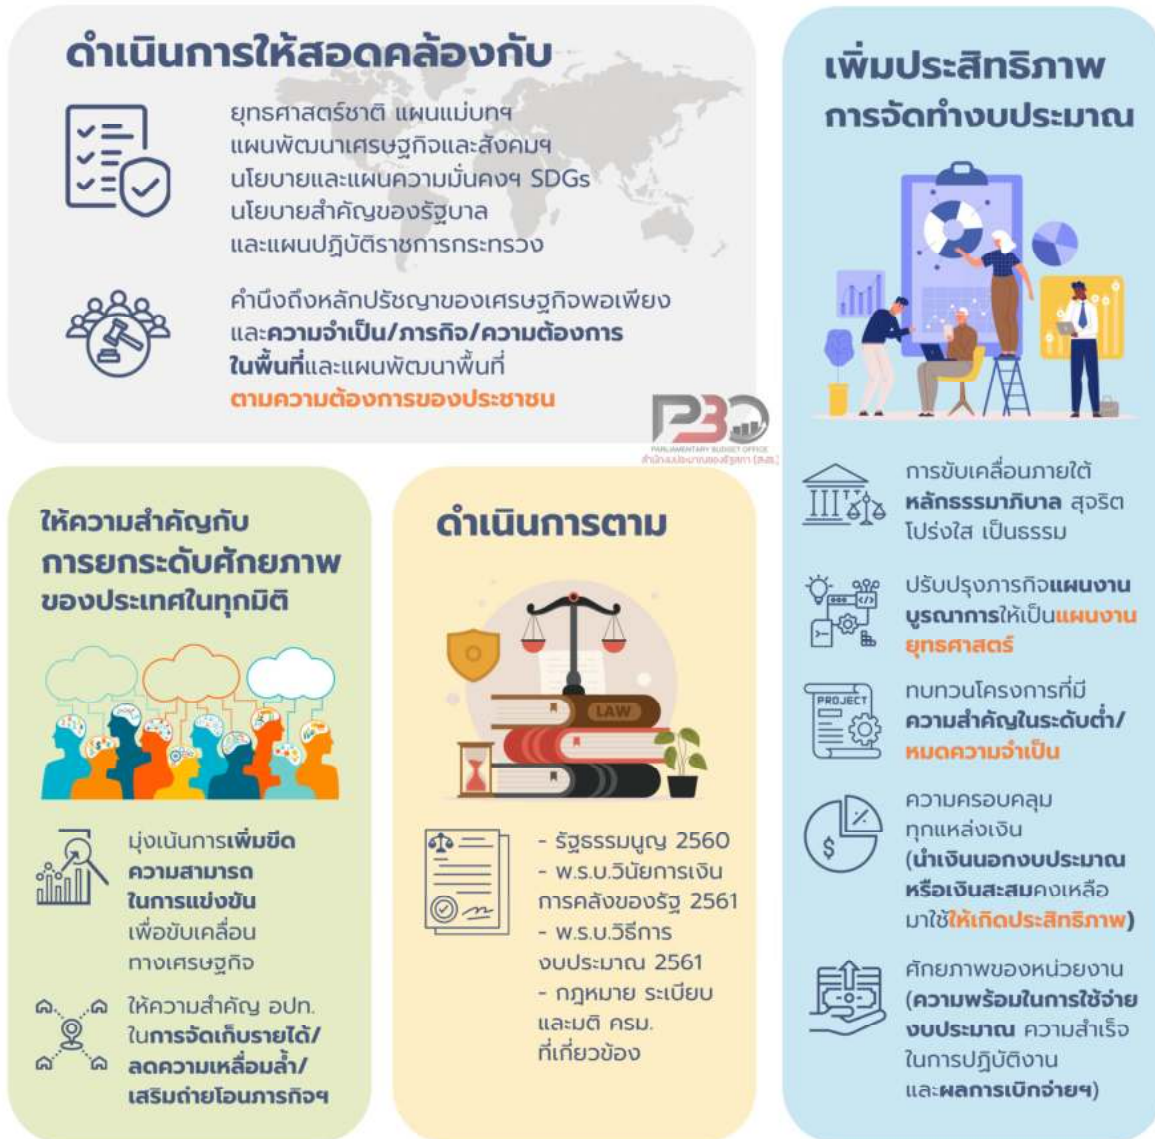 ดำเนินการให้สอดคล้องกับ
ยุทธศาสตร์ชาติ แผนแม่บทฯ
แผนพัฒนาเศรษฐกิจและสังคมฯ
นโยบายและแผนความมั่นคงฯ SDGs
นโยบายสำคัญของรัฐบาล
และแผนปฏิบัติราชการกระทรวง
คำนึงถึงหลักปรัชญาของเศรษฐกิจพอเพียง
และความจำเป็น/ภารกิจ/ความต้องการ
ในพื้นที่และแผนพัฒนาพื้นที่
ตามความต้องการของประชาชน
PBO
PARLIAMENTARY BUDGET OFFICE
สำนักงบประมาณของรัฐสภา (สงร.)
ให้ความสำคัญกับ
การยกระดับศักยภาพ
ของประเทศในทุกมิติ
มุ่งเน้นการเพิ่มขีด
ความสามารถ
ในการแข่งขัน
เพื่อขับเคลื่อน
ทางเศรษฐกิจ
ให้ความสำคัญ อปท.
ในการจัดเก็บรายได้/
ลดความเหลื่อมล้ำ/
เสริมถ่ายโอนภารกิจฯ
ดำเนินการตาม
LAW
- รัฐธรรมนูญ 2560
- พ.ร.บ.วินัยการเงิน
การคลังของรัฐ 2561
- พ.ร.บ.วิธีการ
งบประมาณ 2561
- กฎหมาย ระเบียบ
และมติ ครม.
ที่เกี่ยวข้อง
เพิ่มประสิทธิภาพ
การจัดทำงบประมาณ
การขับเคลื่อนภายใต้
หลักธรรมาภิบาล สุจริต
โปร่งใส เป็นธรรม
ปรับปรุงภารกิจแผนงาน
บูรณาการให้เป็นแผนงาน
ยุทธศาสตร์
PROJECT
ทบทวนโครงการที่มี
ความสำคัญในระดับต่ำ/
หมดความจำเป็น
ความครอบคลุม
ทุกแหล่งเงิน
(นำเงินนอกงบประมาณ
หรือเงินสะสมคงเหลือ
มาใช้ให้เกิดประสิทธิภาพ)
ศักยภาพของหน่วยงาน
(ความพร้อมในการใช้จ่าย
งบประมาณ ความสำเร็จ
ในการปฏิบัติงาน
และผลการเบิกจ่ายฯ)